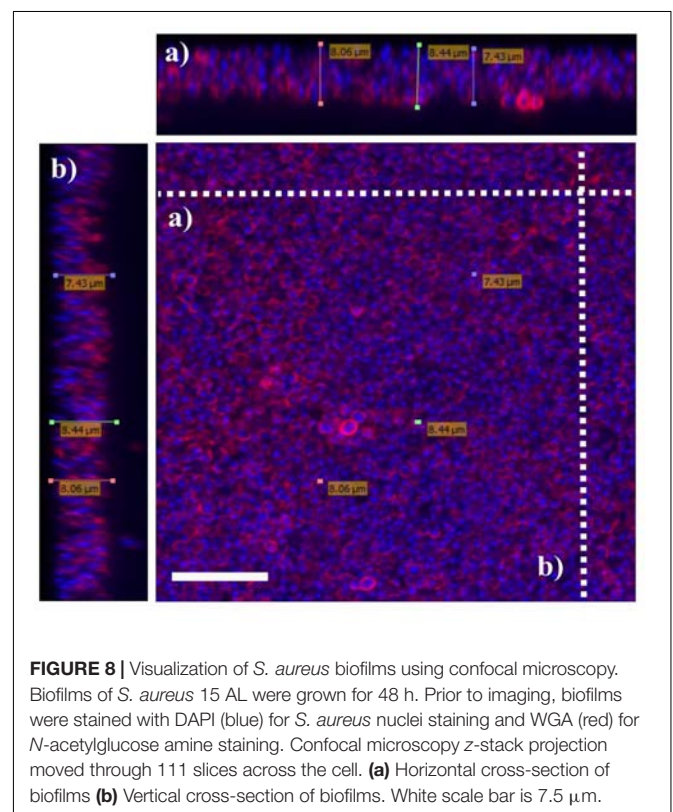 a)
8.06 µm
8.44 µm
7.43 µm
b)
7.43 µm
8.44 µm
8.06 µm
a)
7.43 µm
8.44 µm
8.06 µm
b)
FIGURE 8 | Visualization of S. aureus biofilms using confocal microscopy.
Biofilms of S. aureus 15 AL were grown for 48 h. Prior to imaging, biofilms
were stained with DAPI (blue) for S. aureus nuclei staining and WGA (red) for
N-acetylglucose amine staining. Confocal microscopy z-stack projection
moved through 111 slices across the cell. (a) Horizontal cross-section of
biofilms (b) Vertical cross-section of biofilms. White scale bar is 7.5 µm.